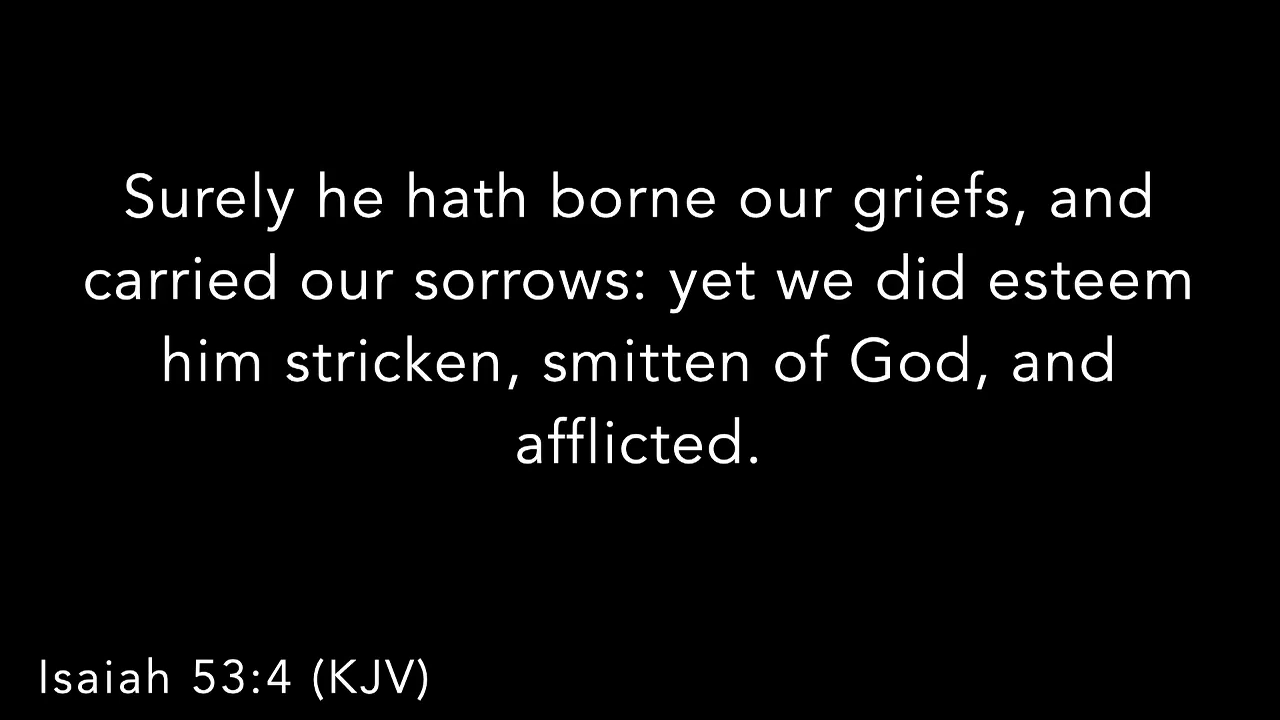 Surely he hath borne our griefs, and
carried our sorrows: yet we did esteem
him stricken, smitten of God, and
afflicted.
Isaiah 53:4 (KJV)